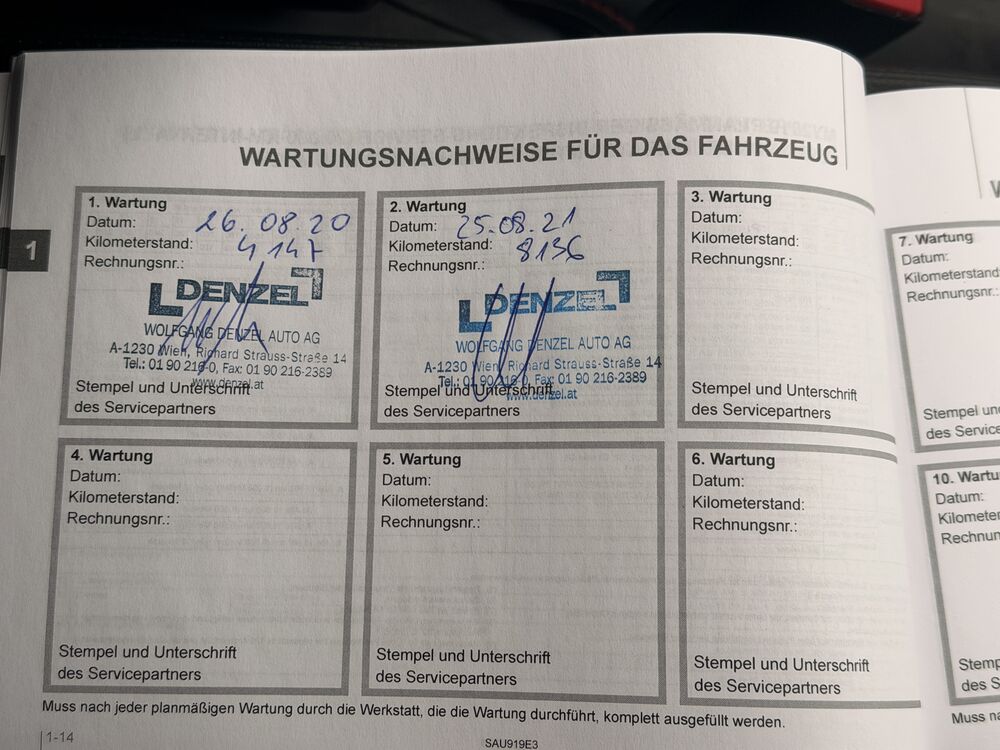 WARTUNGSNACHWEISE FÜR DAS FAHRZEUG
1
1. Wartung
Datum: 26.08.20
Kilometerstand: 4147
Rechnungsnr.:
DENZEL
WOLFGANG DENZEL AUTO AG
A-1230 Wien, Richard Strauss-Straße 14
Tel.: 01 90 216-0, Fax: 01 90 216-2389
www.denzel.at
Stempel und Unterschrift
des Servicepartners
2. Wartung
Datum: 25.08.21
Kilometerstand: 8136
Rechnungsnr.:
DENZEL
WOLFGANG DENZEL AUTO AG
A-1230 Wien, Richard Strauss-Straße 14
Tel.: 01 90 216-0, Fax: 01 90 216-2389
www.denzel.at
Stempel und Unterschrift
des Servicepartners
3. Wartung
Datum:
Kilometerstand:
Rechnungsnr.:
Stempel und Unterschrift
des Servicepartners
4. Wartung
Datum:
Kilometerstand:
Rechnungsnr.:
Stempel und Unterschrift
des Servicepartners
5. Wartung
Datum:
Kilometerstand:
Rechnungsnr.:
Stempel und Unterschrift
des Servicepartners
6. Wartung
Datum:
Kilometerstand:
Rechnungsnr.:
Stempel und Unterschrift
des Servicepartners
Muss nach jeder planmäßigen Wartung durch die Werkstatt, die die Wartung durchführt, komplett ausgefüllt werden.
1-14
SAU919E3
7. Wartung
Datum:
Kilometerstand
Rechnungsnr.:
Stempel
des
10.
Datum:
Stemp
des S
Muss